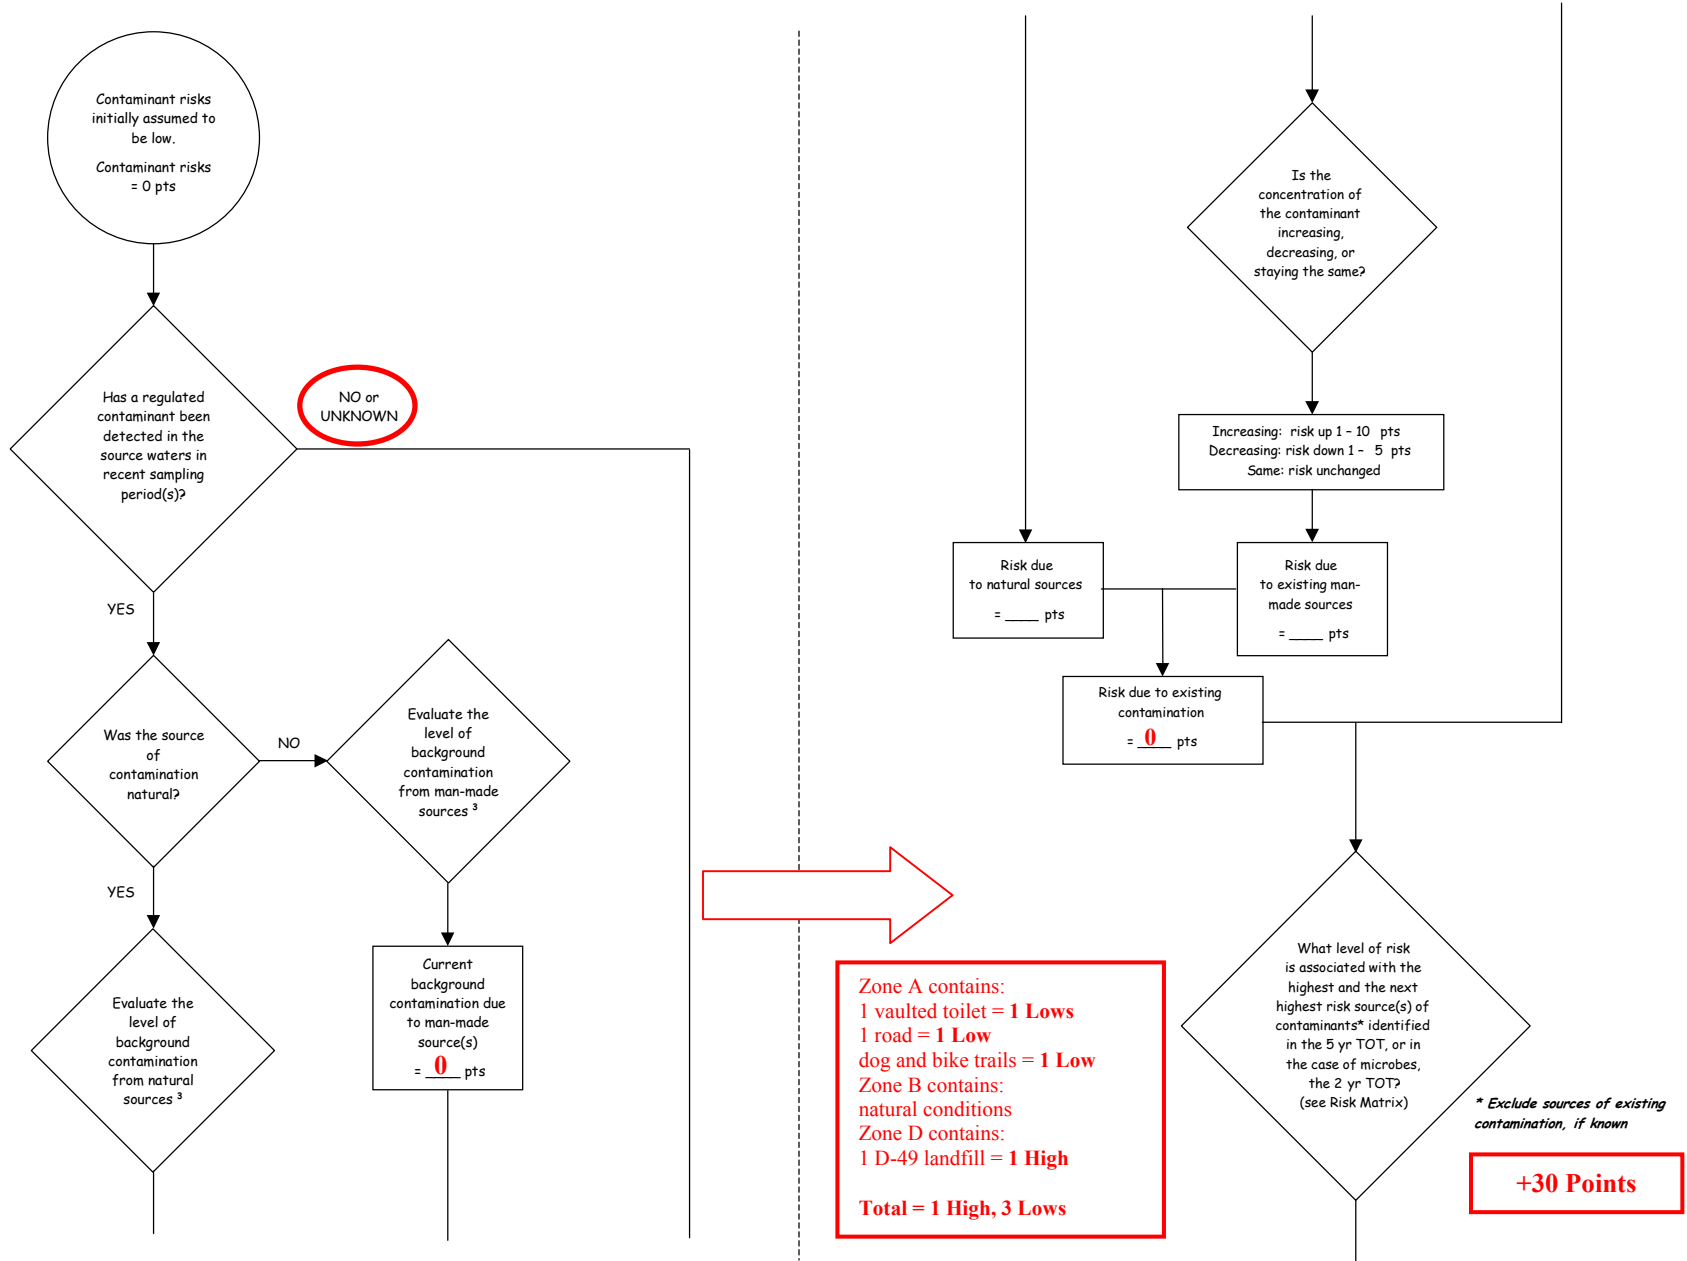 Contaminant risks
initially assumed to
be low.
Contaminant risks
= 0 pts
Has a regulated
contaminant been
detected in the
source waters in
recent sampling
period(s)?
NO or
UNKNOWN
YES
Was the source
of
contamination
natural?
NO
Evaluate the
level of
background
contamination
from man-made
sources ³
YES
Evaluate the
level of
background
contamination
from natural
sources ³
Current
background
contamination due
to man-made
source(s)
= 0 pts
Is the
concentration of
the contaminant
increasing,
decreasing, or
staying the same?
Increasing: risk up 1 – 10 pts
Decreasing: risk down 1 – 5 pts
Same: risk unchanged
Risk due
to natural sources
= ____ pts
Risk due
to existing man-
made sources
= ____ pts
Risk due to existing
contamination
= 0 pts
Zone A contains:
1 vaulted toilet = 1 Lows
1 road = 1 Low
dog and bike trails = 1 Low
Zone B contains:
natural conditions
Zone D contains:
1 D-49 landfill = 1 High
Total = 1 High, 3 Lows
What level of risk
is associated with the
highest and the next
highest risk source(s) of
contaminants* identified
in the 5 yr TOT, or in
the case of microbes,
the 2 yr TOT?
(see Risk Matrix)
* Exclude sources of existing
contamination, if known
+30 Points